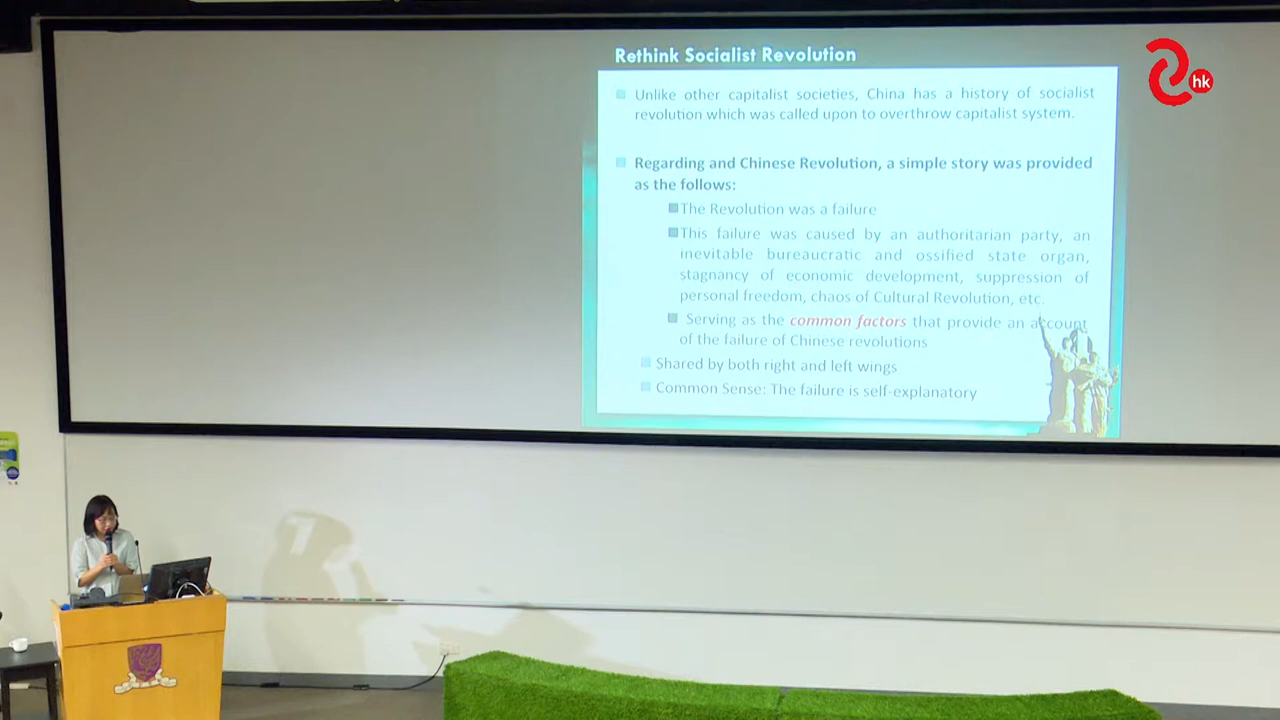 Rethink Socialist Revolution
hk
Unlike other capitalist societies, China has a history of socialist
revolution which was called upon to overthrow capitalist system.
Regarding and Chinese Revolution, a simple story was provided
as the follows:
The Revolution was a failure
This failure was caused by an authoritarian party, an
inevitable bureaucratic and ossified state organ,
stagnancy of economic development, suppression of
personal freedom, chaos of Cultural Revolution, etc.
Serving as the common factors that provide an account
of the failure of Chinese revolutions
Shared by both right and left wings
Common Sense: The failure is self-explanatory